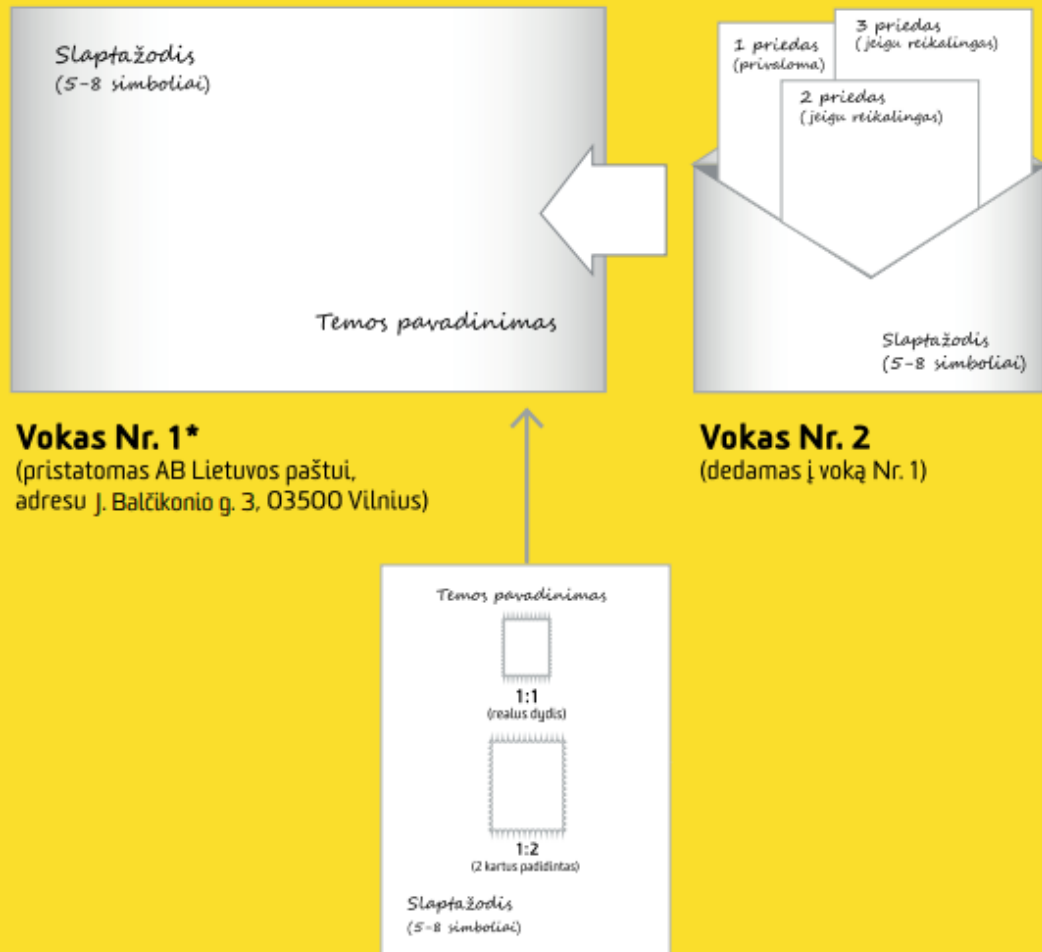 Slaptažodis
(5-8 simboliai)
Temos pavadinimas
1 priedas
(privaloma)
3 priedas
(jeigu reikalingas)
2 priedas
(jeigu reikalingas)
Slaptažodis
(5-8 simboliai)
Vokas Nr. 1*
(pristatomas AB Lietuvos paštui,
adresu J. Balčikonio g. 3, 03500 Vilnius)
Vokas Nr. 2
(dedamas į voką Nr. 1)
Temos pavadinimas
1:1
(realus dydis)
1:2
(2 kartus padidintas)
Slaptažodis
(5-8 simboliai)